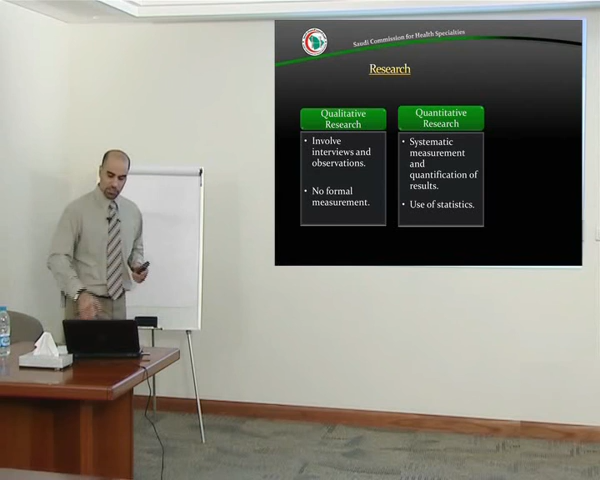 Saudi Commission for Health Specialties
Research
Qualitative
Research
• Involve
interviews and
observations.
• No formal
measurement.
Quantitative
Research
• Systematic
measurement
and
quantification of
results.
• Use of statistics.